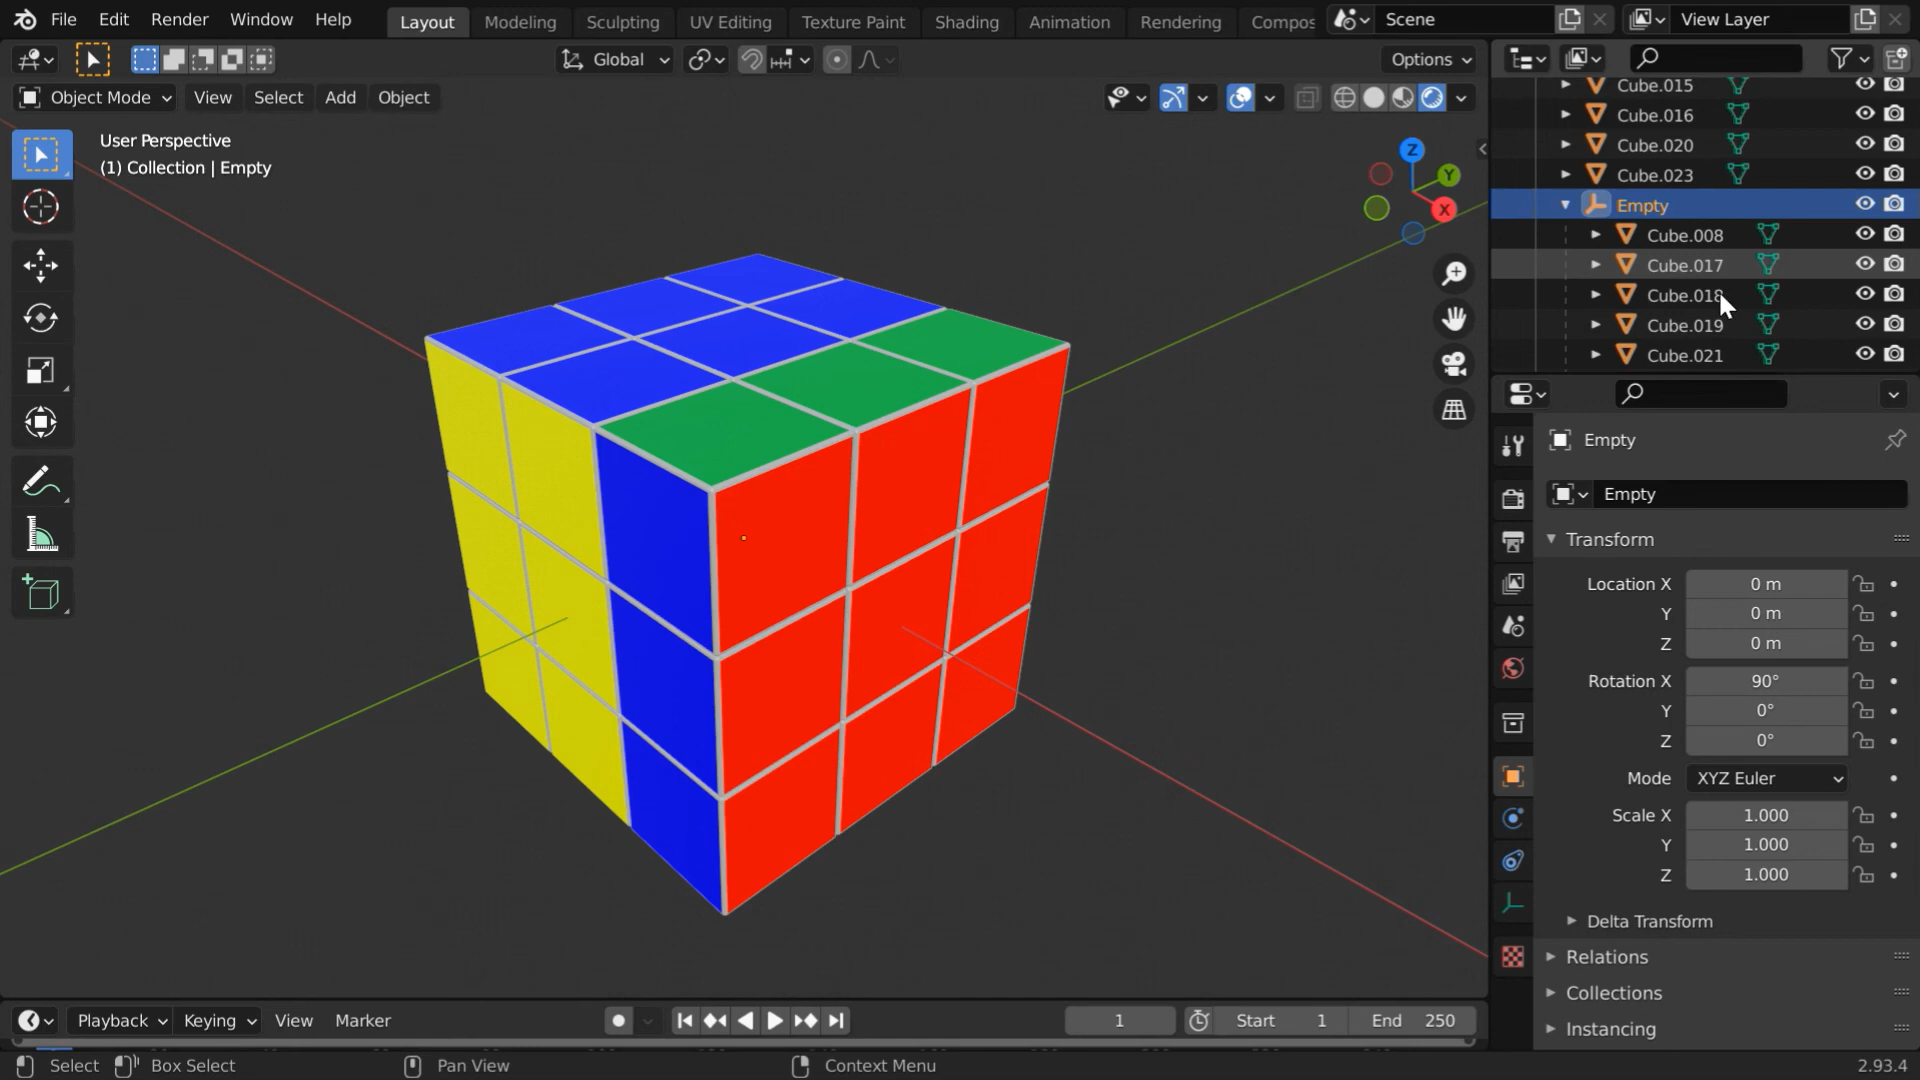 File Edit Render Window Help Layout Modeling Sculpting UV Editing Texture Paint Shading Animation Rendering Compos Scene View Layer
Global Options
Object Mode View Select Add Object
User Perspective
(1) Collection | Empty
Z
Y
X
Cube.015
Cube.016
Cube.020
Cube.023
Empty
Cube.008
Cube.017
Cube.018
Cube.019
Cube.021
Empty
Empty
Transform
Location X 0 m
Y 0 m
Z 0 m
Rotation X 90°
Y 0°
Z 0°
Mode XYZ Euler
Scale X 1.000
Y 1.000
Z 1.000
Delta Transform
Relations
Collections
Instancing
Playback Keying View Marker 1 Start 1 End 250
Select Box Select Pan View Context Menu 2.93.4